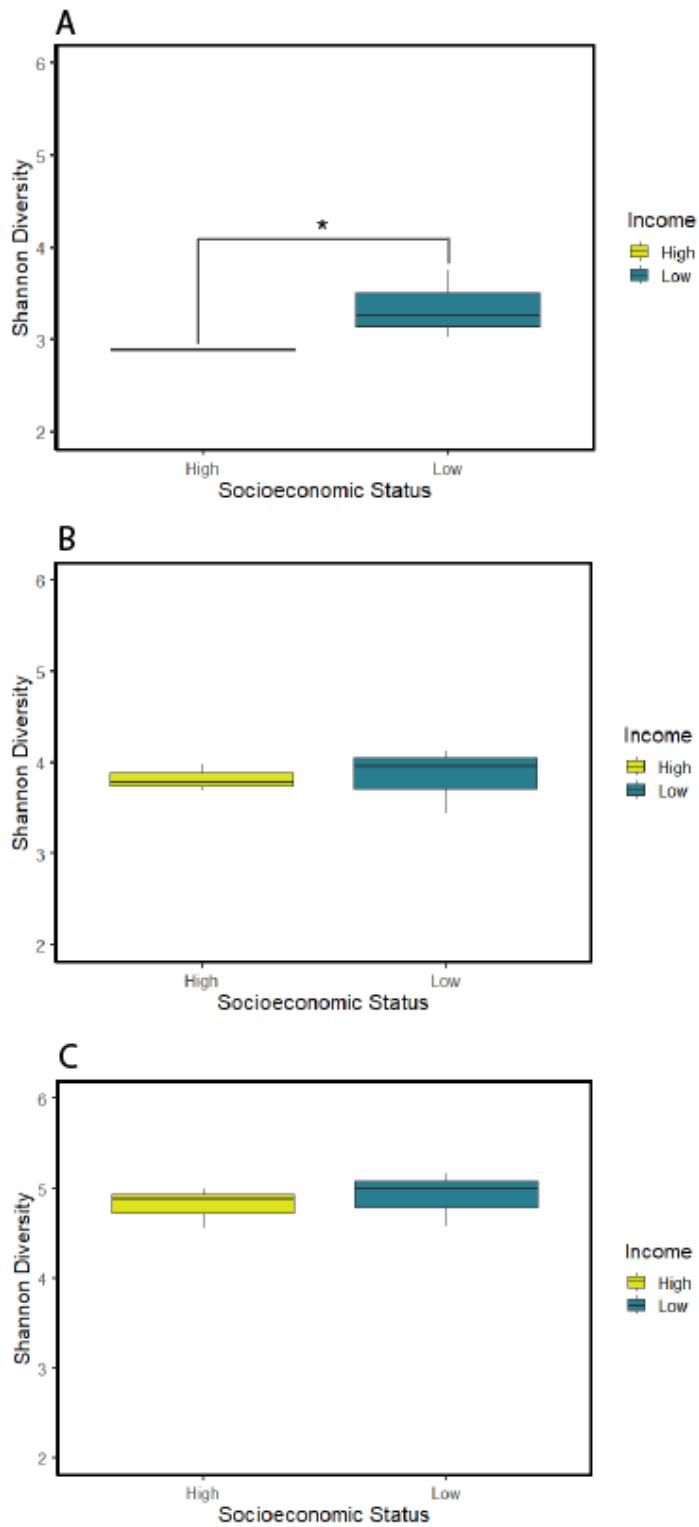 A
6
5
4
3
2
Shannon Diversity
*
High
Low
Socioeconomic Status
Income
High
Low
B
6
5
4
3
2
Shannon Diversity
High
Low
Socioeconomic Status
Income
High
Low
C
6
5
4
3
2
Shannon Diversity
High
Low
Socioeconomic Status
Income
High
Low